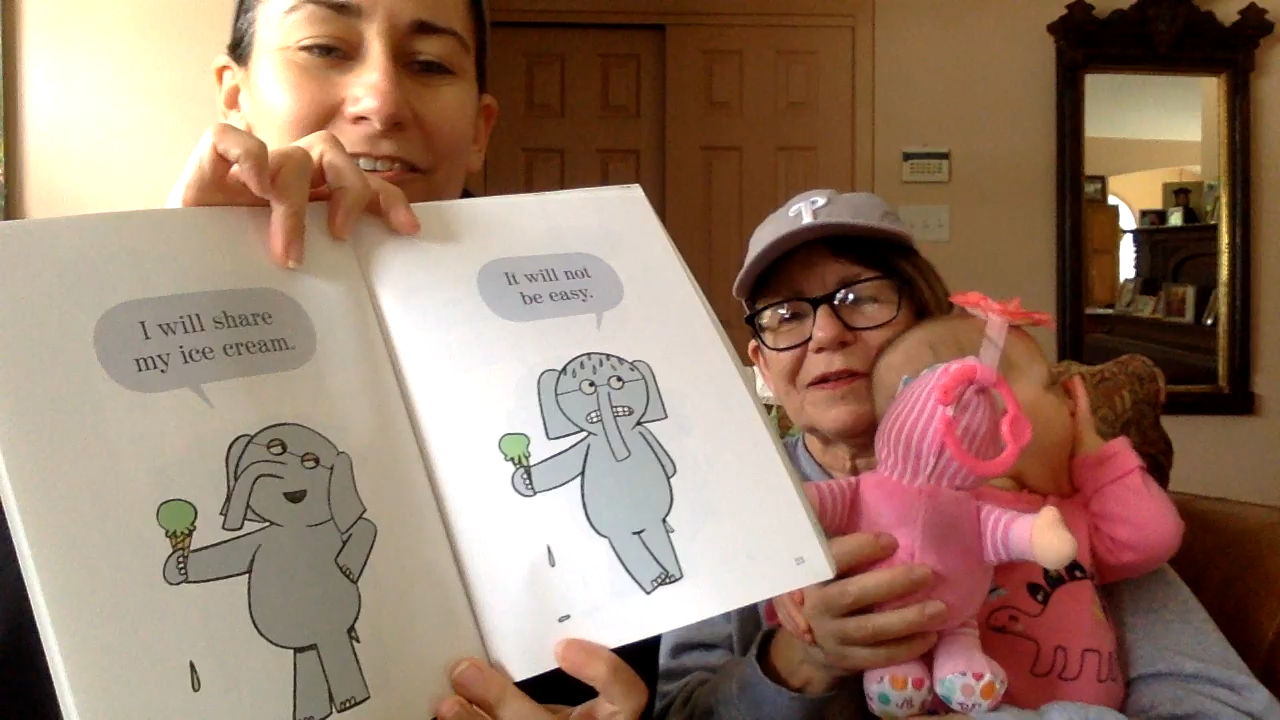 I will share
my ice cream.
It will not
be easy.
P